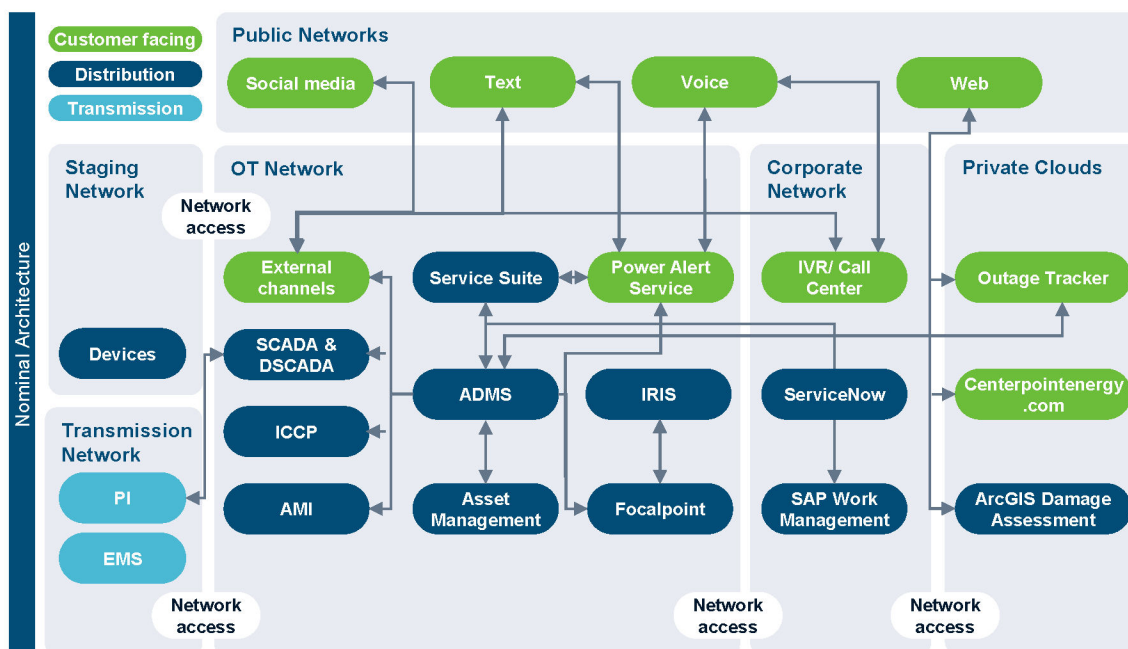 Nominal Architecture
Customer facing
Distribution
Transmission
Public Networks
Social media
Text
Voice
Web
Staging
Network
Network
access
OT Network
Corporate
Network
Private Clouds
External
channels
Service Suite
Power Alert
Service
IVR/ Call
Center
Outage Tracker
Devices
SCADA &
DSCADA
ADMS
IRIS
ServiceNow
Centerpointenergy
.com
Transmission
Network
ICCP
PI
AMI
Asset
Management
Focalpoint
SAP Work
Management
ArcGIS Damage
Assessment
EMS
Network
access
Network
access
Network
access